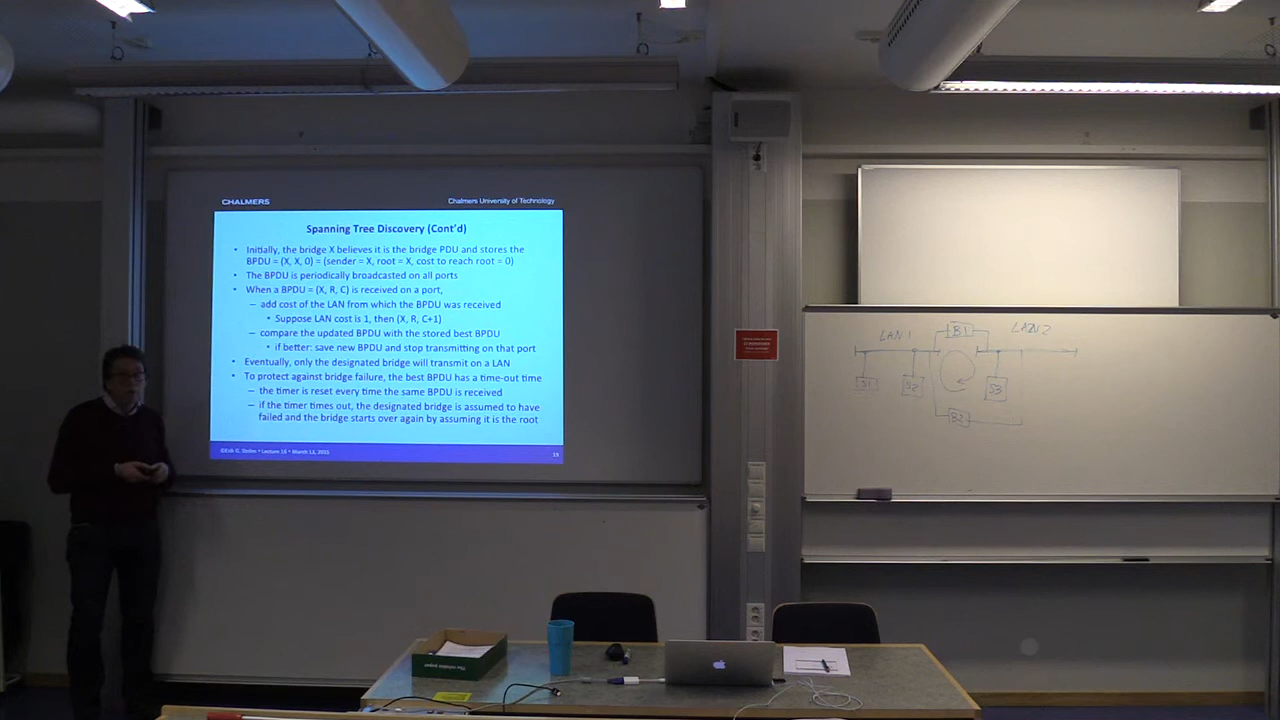 CHALMERS
Chalmers University of Technology
Spanning Tree Discovery (Cont'd)
• Initially, the bridge X believes it is the bridge PDU and stores the
BPDU = (X, X, 0) = (sender = X, root = X, cost to reach root = 0)
• The BPDU is periodically broadcasted on all ports
• When a BPDU = (X, R, C) is received on a port,
– add cost of the LAN from which the BPDU was received
• Suppose LAN cost is 1, then (X, R, C+1)
– compare the updated BPDU with the stored best BPDU
• if better: save new BPDU and stop transmitting on that port
• Eventually, only the designated bridge will transmit on a LAN
• To protect against bridge failure, the best BPDU has a time-out time
– the timer is reset every time the same BPDU is received
– if the timer times out, the designated bridge is assumed to have
failed and the bridge starts over again by assuming it is the root
©Erik G. Ström • Lecture 16 • March 13, 2015
LAN 1
B1
LAN 2
S1
S2
S3
B2